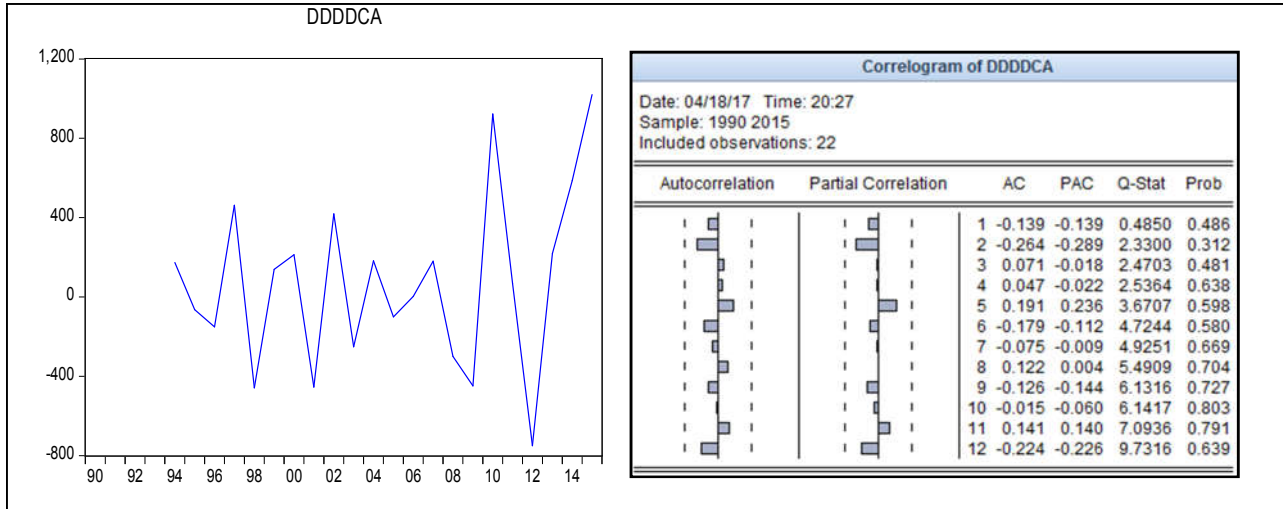 DDDDCA
1,200
800
400
0
-400
-800
90 92 94 96 98 00 02 04 06 08 10 12 14
Correlogram of DDDDCA
Date: 04/18/17 Time: 20:27
Sample: 1990 2015
Included observations: 22
Autocorrelation Partial Correlation AC PAC Q-Stat Prob
1 -0.139 -0.139 0.4850 0.486
2 -0.264 -0.289 2.3300 0.312
3 0.071 -0.018 2.4703 0.481
4 0.047 -0.022 2.5364 0.638
5 0.191 0.236 3.6707 0.598
6 -0.179 -0.112 4.7244 0.580
7 -0.075 -0.009 4.9251 0.669
8 0.122 0.004 5.4909 0.704
9 -0.126 -0.144 6.1316 0.727
10 -0.015 -0.060 6.1417 0.803
11 0.141 0.140 7.0936 0.791
12 -0.224 -0.226 9.7316 0.639